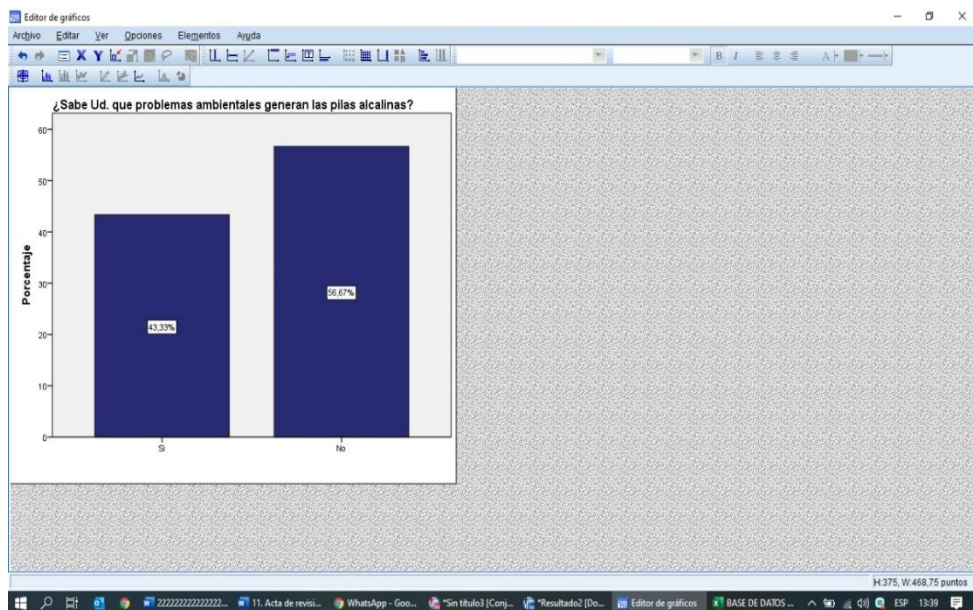 Editor de gráficos
Archivo Editar Ver Opciones Elementos Ayuda
X Y
B I
A
¿Sabe Ud. que problemas ambientales generan las pilas alcalinas?
60
50
40
30
20
10
0
Porcentaje
43,33%
56,67%
Si
No
H:375, W:468,75 puntos
222222222222222... 11. Acta de revisi... WhatsApp - Goo... *Sin título3 [Conj... *Resultado2 [Do... Editor de gráficos BASE DE DATOS ... ESP 13:39